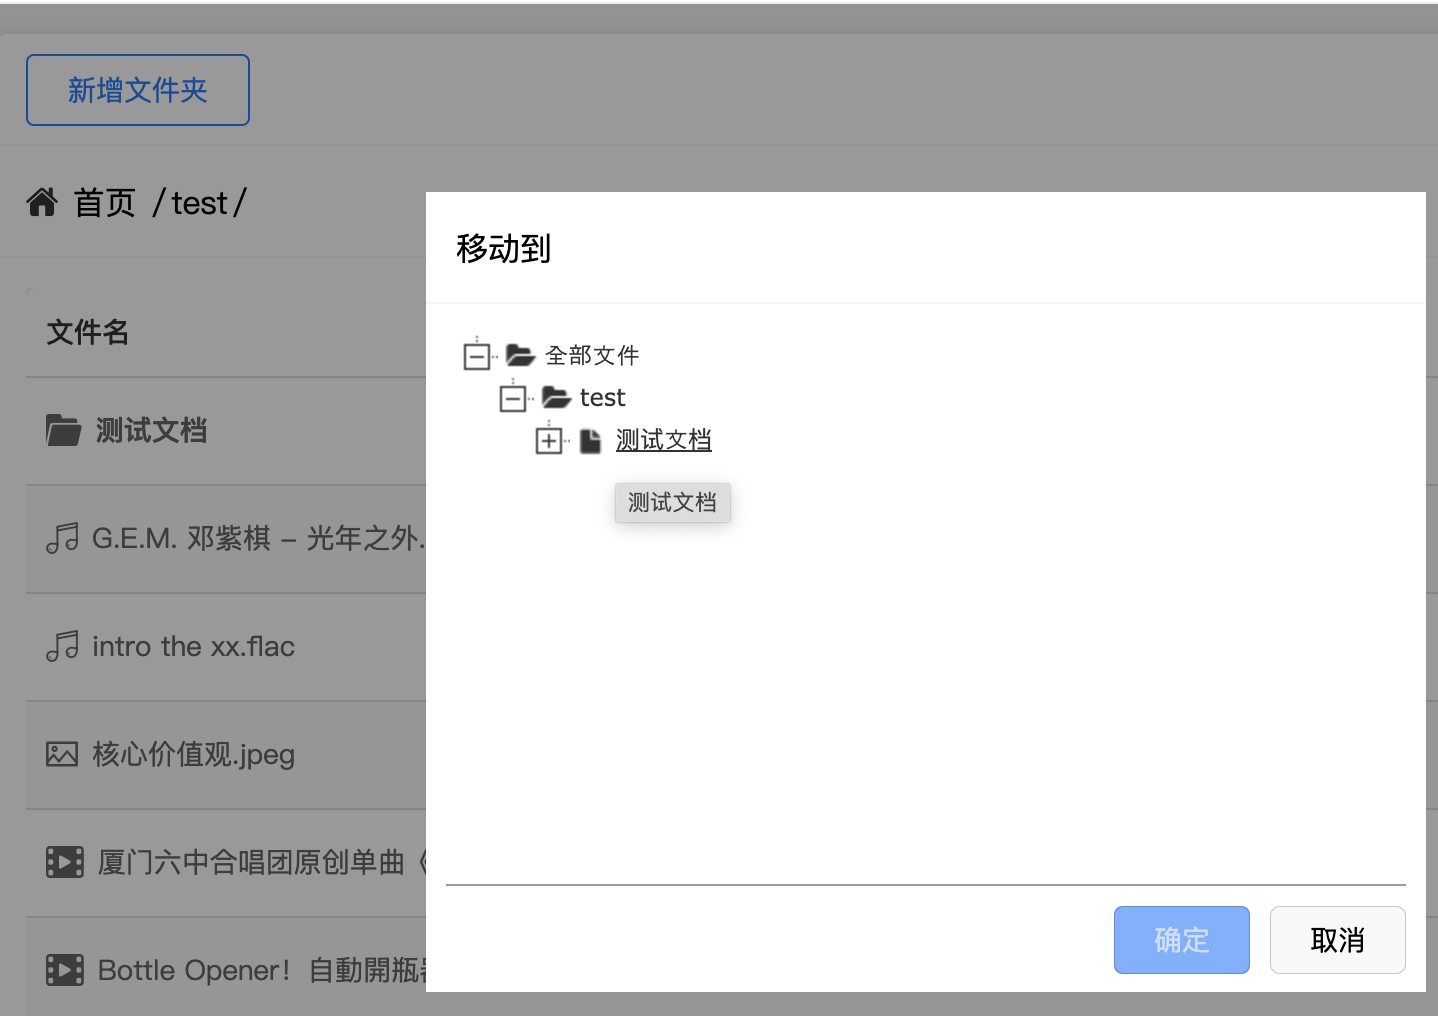 新增文件夹
首页 / test /
移动到
文件名
全部文件
test
测试文档
测试文档
测试文档
G.E.M. 邓紫棋 – 光年之外.
intro the xx.flac
核心价值观.jpeg
厦门六中合唱团原创单曉《
Bottle Opener！自動開瓶
确定
取消